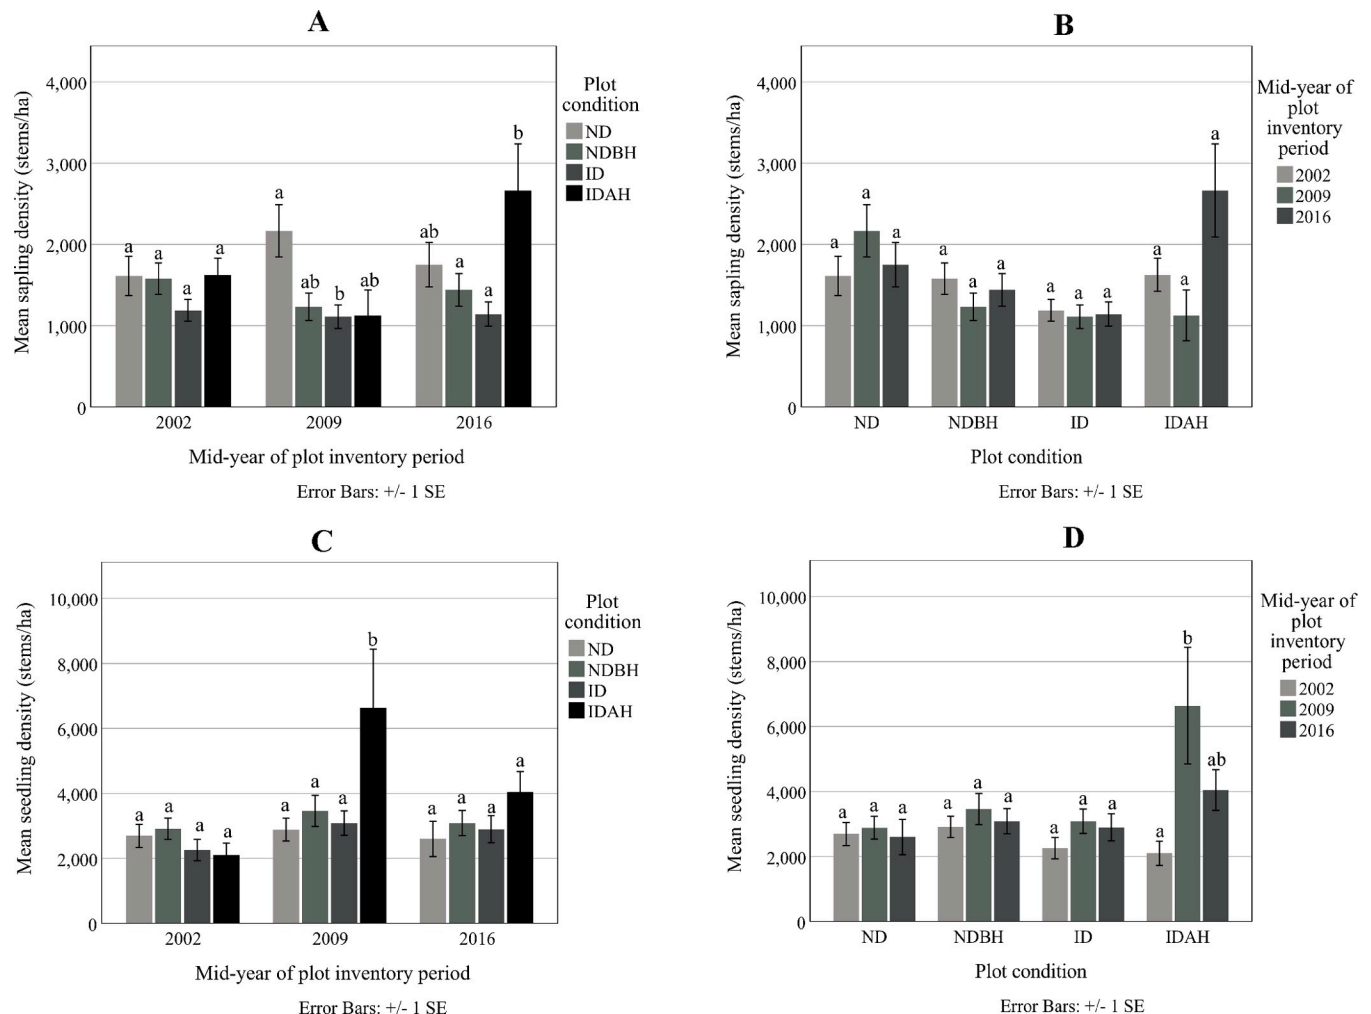 A
Mean sapling density (stems/ha)
4,000
3,000
2,000
1,000
0
a
a
a
a
a
ab
b
ab
ab
a
a
b
2002
2009
2016
Mid-year of plot inventory period
Error Bars: +/- 1 SE
Plot
condition
ND
NDBH
ID
IDAH
B
Mean sapling density (stems/ha)
4,000
3,000
2,000
1,000
0
a
a
a
a
a
a
a
a
a
a
a
a
ND
NDBH
ID
IDAH
Plot condition
Error Bars: +/- 1 SE
Mid-year of
plot
inventory
period
2002
2009
2016
C
Mean seedling density (stems/ha)
10,000
8,000
6,000
4,000
2,000
0
a
a
a
a
a
a
a
b
a
a
a
a
2002
2009
2016
Mid-year of plot inventory period
Error Bars: +/- 1 SE
Plot
condition
ND
NDBH
ID
IDAH
D
Mean seedling density (stems/ha)
10,000
8,000
6,000
4,000
2,000
0
a
a
a
a
a
a
a
a
a
a
b
ab
ND
NDBH
ID
IDAH
Plot condition
Error Bars: +/- 1 SE
Mid-year of
plot
inventory
period
2002
2009
2016